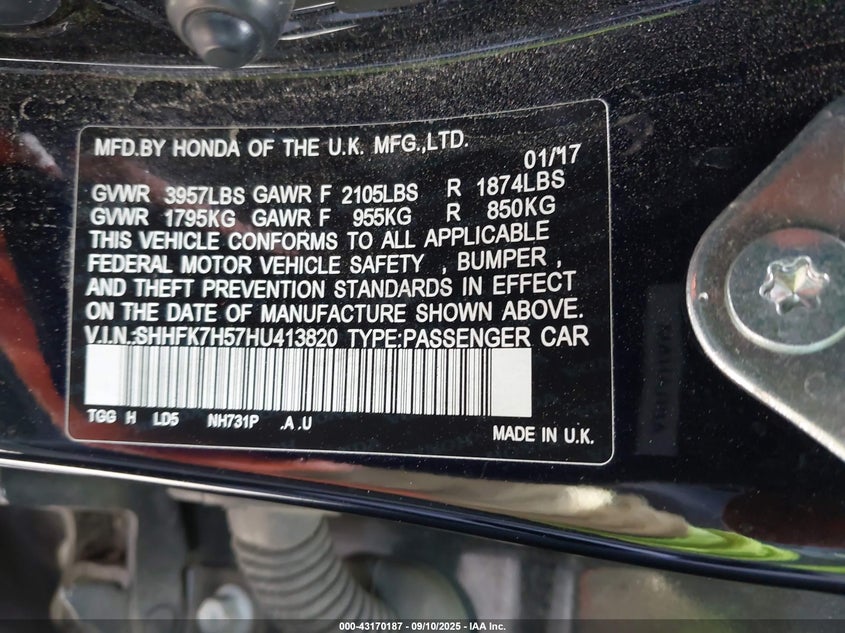 MFD.BY HONDA OF THE U.K. MFG.,LTD.
01/17
GVWR 3957LBS GAWR F 2105LBS R 1874LBS
GVWR 1795KG GAWR F 955KG R 850KG
THIS VEHICLE CONFORMS TO ALL APPLICABLE
FEDERAL MOTOR VEHICLE SAFETY , BUMPER ,
AND THEFT PREVENTION STANDARDS IN EFFECT
ON THE DATE OF MANUFACTURE SHOWN ABOVE.
V.I.N.:SHHFK7H57HU413820 TYPE:PASSENGER CAR
TGG H LD5 NH731P .A .U
MADE IN U.K.
000-43170187 - 09/10/2025 - IAA Inc.